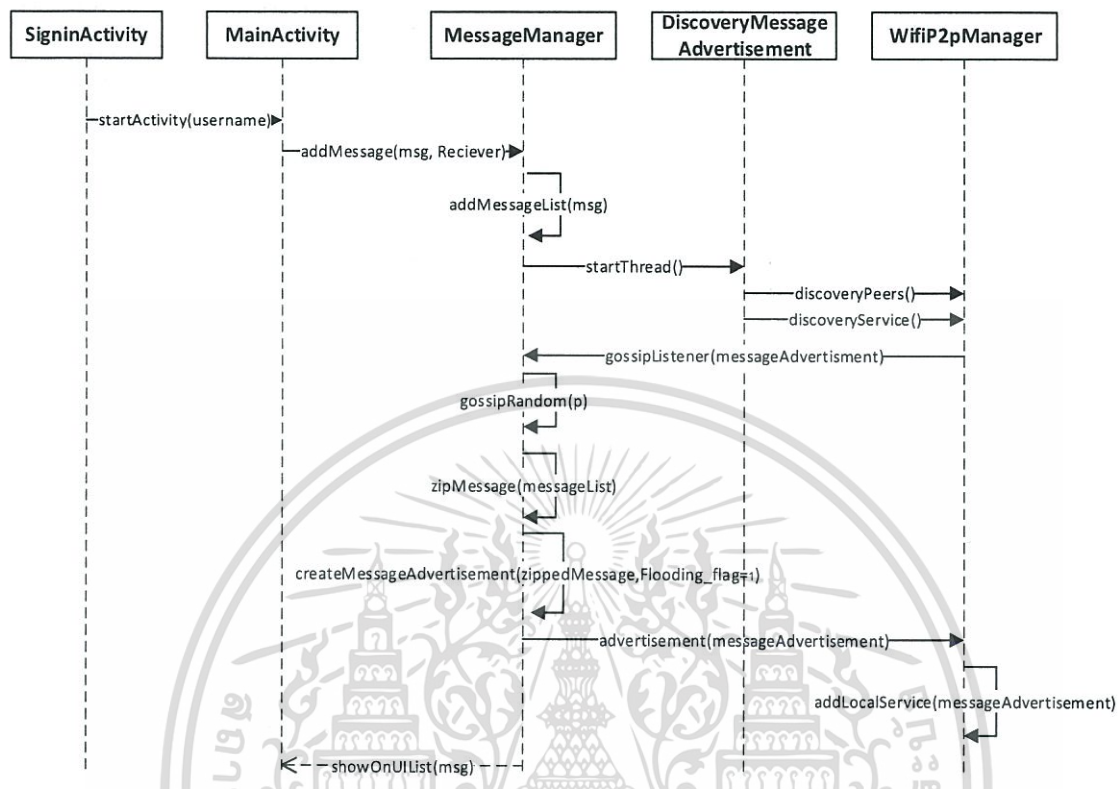 SigninActivity
MainActivity
MessageManager
DiscoveryMessage
Advertisement
WifiP2pManager
startActivity(username)
addMessage(msg, Reciever)
addMessageList(msg)
startThread()
discoveryPeers()
discoveryService()
gossipListener(messageAdvertisment)
gossipRandom(p)
zipMessage(messageList)
createMessageAdvertisement(zippedMessage,Flooding_flag=1)
advertisement(messageAdvertisement)
addLocalService(messageAdvertisement)
showOnUIList(msg)